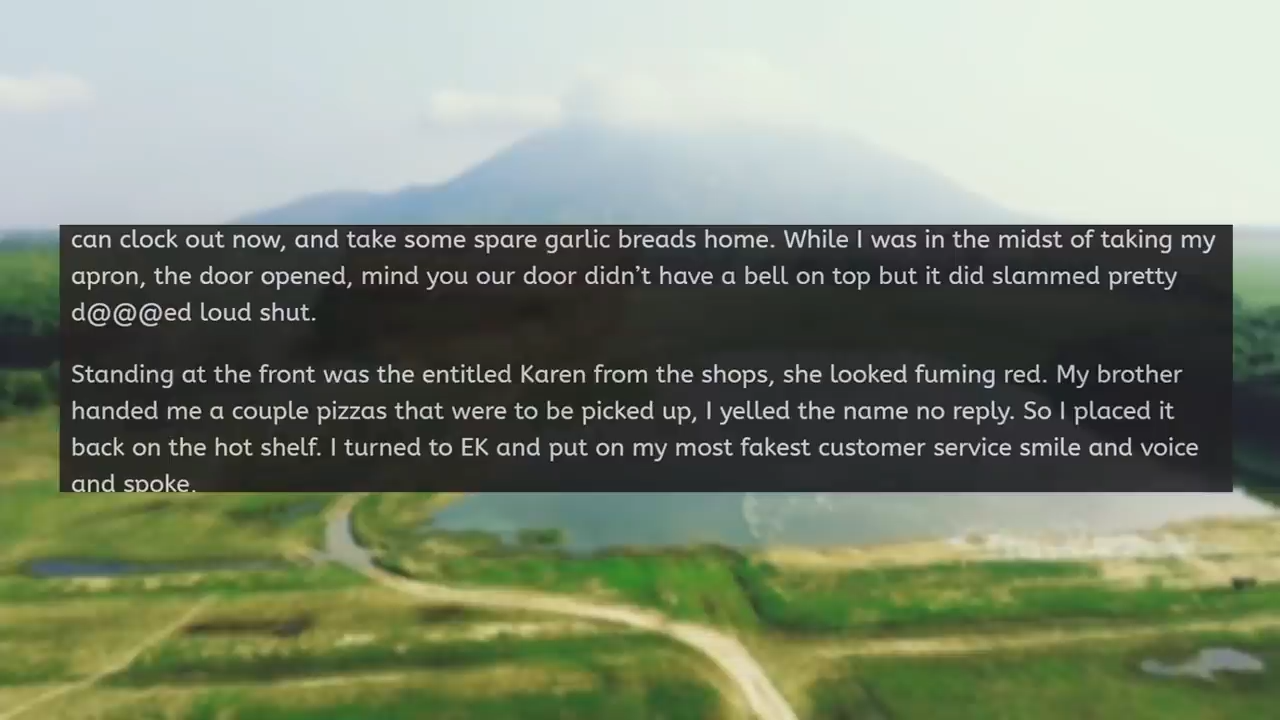 can clock out now, and take some spare garlic breads home. While I was in the midst of taking my
apron, the door opened, mind you our door didn’t have a bell on top but it did slammed pretty
d@@@ed loud shut.
Standing at the front was the entitled Karen from the shops, she looked fuming red. My brother
handed me a couple pizzas that were to be picked up, I yelled the name no reply. So I placed it
back on the hot shelf. I turned to EK and put on my most fakest customer service smile and voice
and spoke.